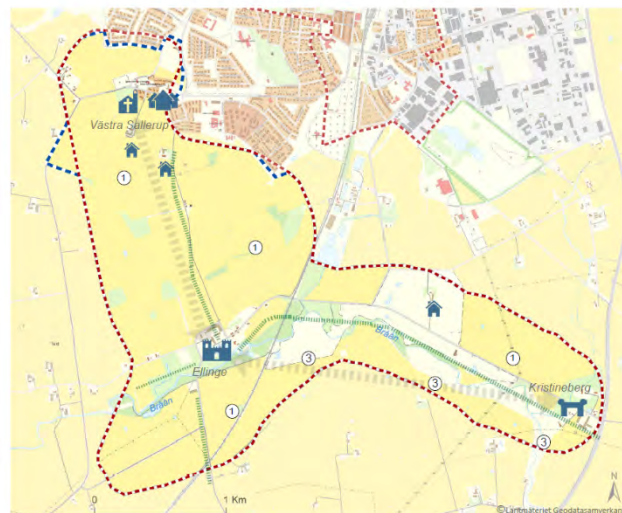 Västra Sallerup
1
1
Bråån
Ellinge
3
1
3
Kristineberg
Bråån
1
3
0
1 Km
N
©Lantmäteriet Geodatasamverkan